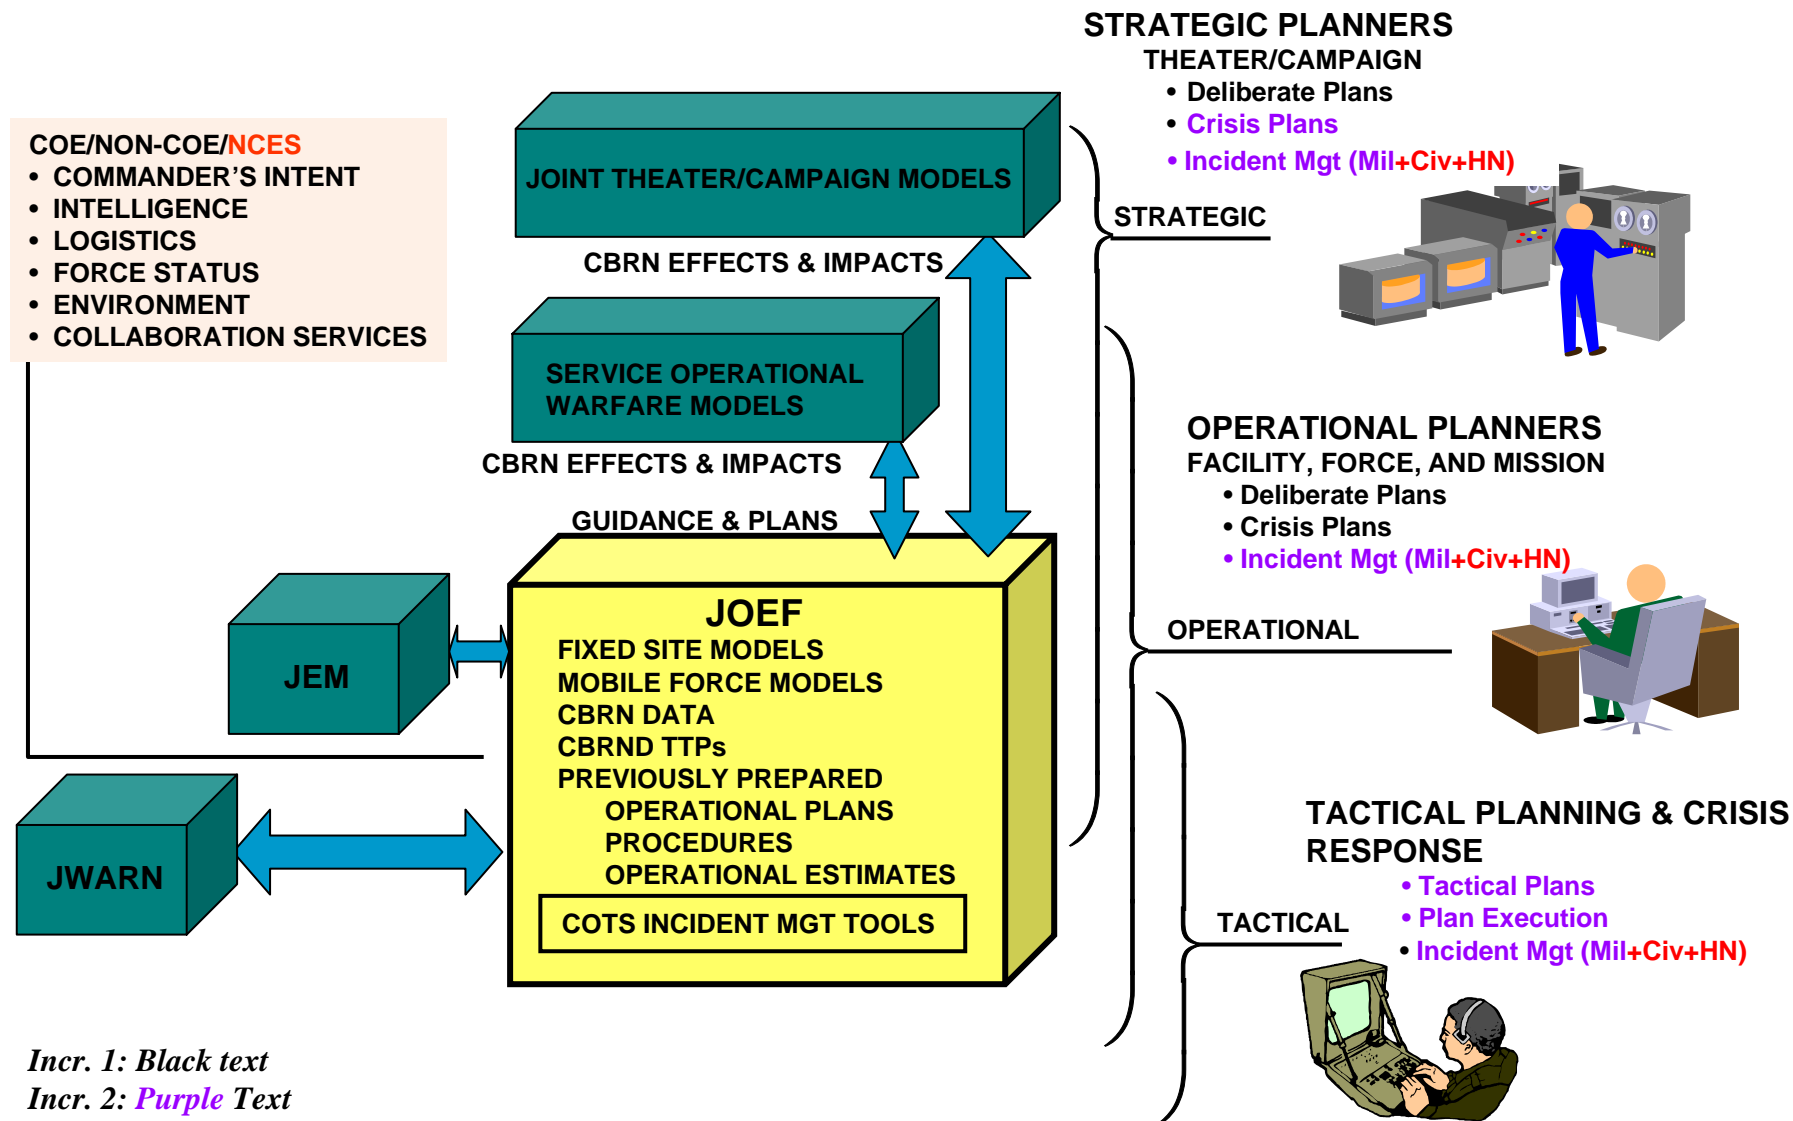 STRATEGIC PLANNERS
THEATER/CAMPAIGN
• Deliberate Plans
• Crisis Plans
• Incident Mgt (Mil+Civ+HN)
COE/NON-COE/NCES
• COMMANDER'S INTENT
• INTELLIGENCE
• LOGISTICS
• FORCE STATUS
• ENVIRONMENT
• COLLABORATION SERVICES
JOINT THEATER/CAMPAIGN MODELS
STRATEGIC
CBRN EFFECTS & IMPACTS
SERVICE OPERATIONAL
WARFARE MODELS
CBRN EFFECTS & IMPACTS
GUIDANCE & PLANS
OPERATIONAL PLANNERS
FACILITY, FORCE, AND MISSION
• Deliberate Plans
• Crisis Plans
• Incident Mgt (Mil+Civ+HN)
OPERATIONAL
JEM
JWARN
JOEF
FIXED SITE MODELS
MOBILE FORCE MODELS
CBRN DATA
CBRND TTPs
PREVIOUSLY PREPARED
OPERATIONAL PLANS
PROCEDURES
OPERATIONAL ESTIMATES
COTS INCIDENT MGT TOOLS
TACTICAL PLANNING & CRISIS
RESPONSE
• Tactical Plans
• Plan Execution
• Incident Mgt (Mil+Civ+HN)
TACTICAL
Incr. 1: Black text
Incr. 2: Purple Text